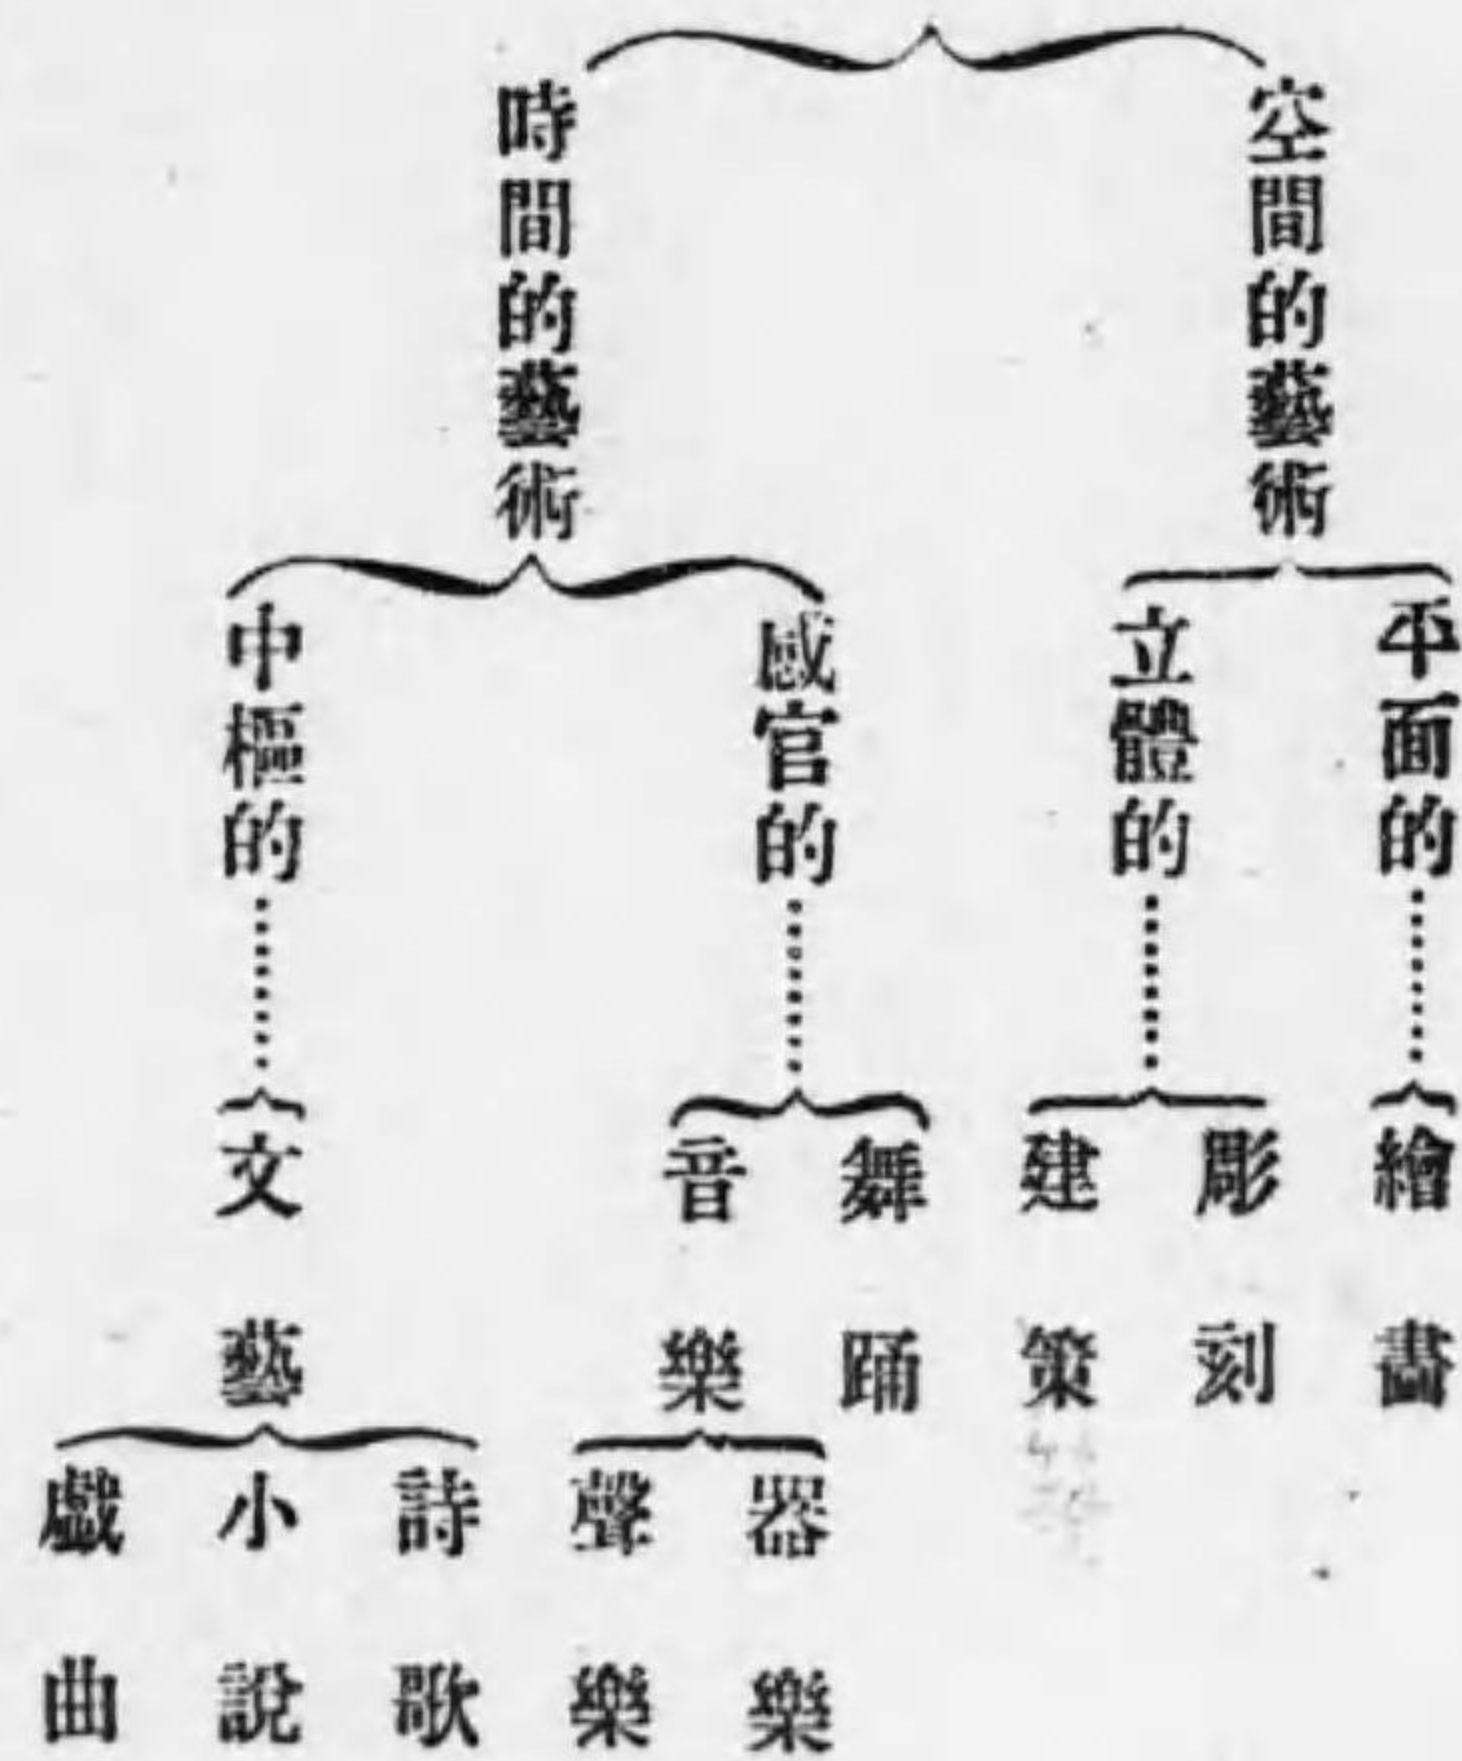 空間的藝術
平面的
繪畫
立體的
彫刻
建策
時間的藝術
感官的
舞踊
音樂
器樂
聲樂
中樞的
文藝
詩歌
小說
戲曲